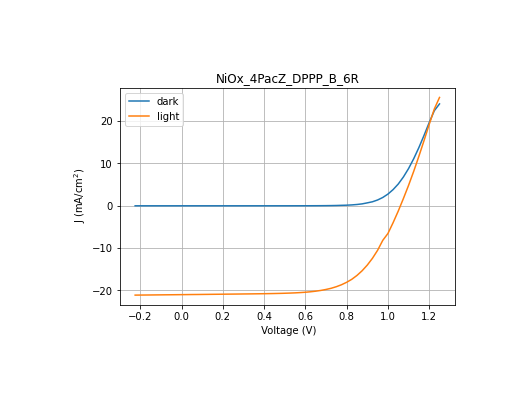 NiOx_4PacZ_DPPP_B_6R
dark
light
20
10
0
−10
−20
J (mA/cm²)
−0.2 0.0 0.2 0.4 0.6 0.8 1.0 1.2
Voltage (V)